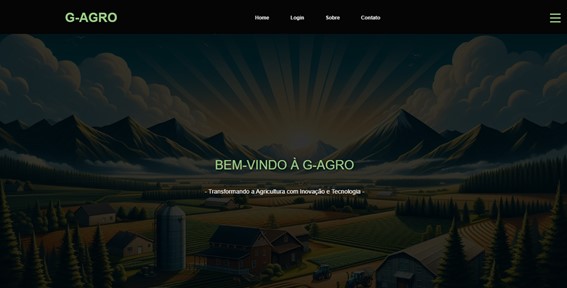 G-AGRO
Home Login Sobre Contato
BEM-VINDO À G-AGRO
- Transformando a Agricultura com Inovação e Tecnologia -